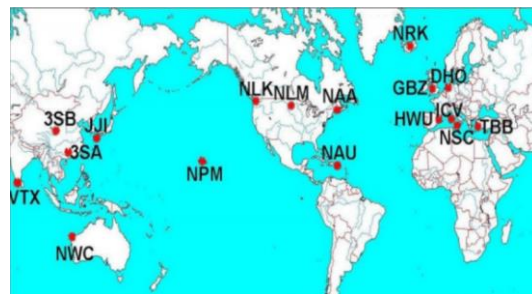 NRK
DHO
GBZ
NLK
NLM
NAA
ICV
HWU
TBB
NSC
3SB
JJI
3SA
NAU
NPM
VTX
NWC